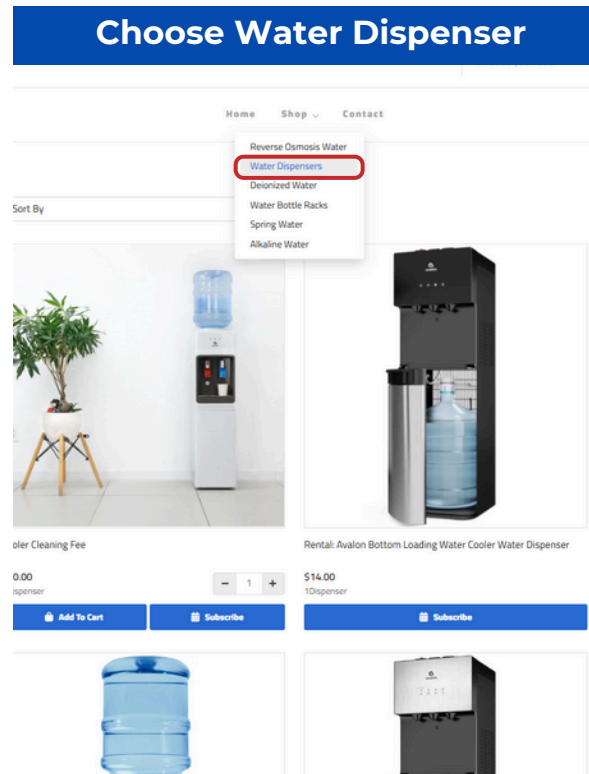 Choose Water Dispenser
Home Shop Contact
Reverse Osmosis Water
Water Dispensers
Deionized Water
Water Bottle Racks
Spring Water
Alkaline Water
Sort By
oler Cleaning Fee
0.00
spenser
− 1 +
Add To Cart
Subscribe
Rental: Avalon Bottom Loading Water Cooler Water Dispenser
$14.00
1Dispenser
Subscribe